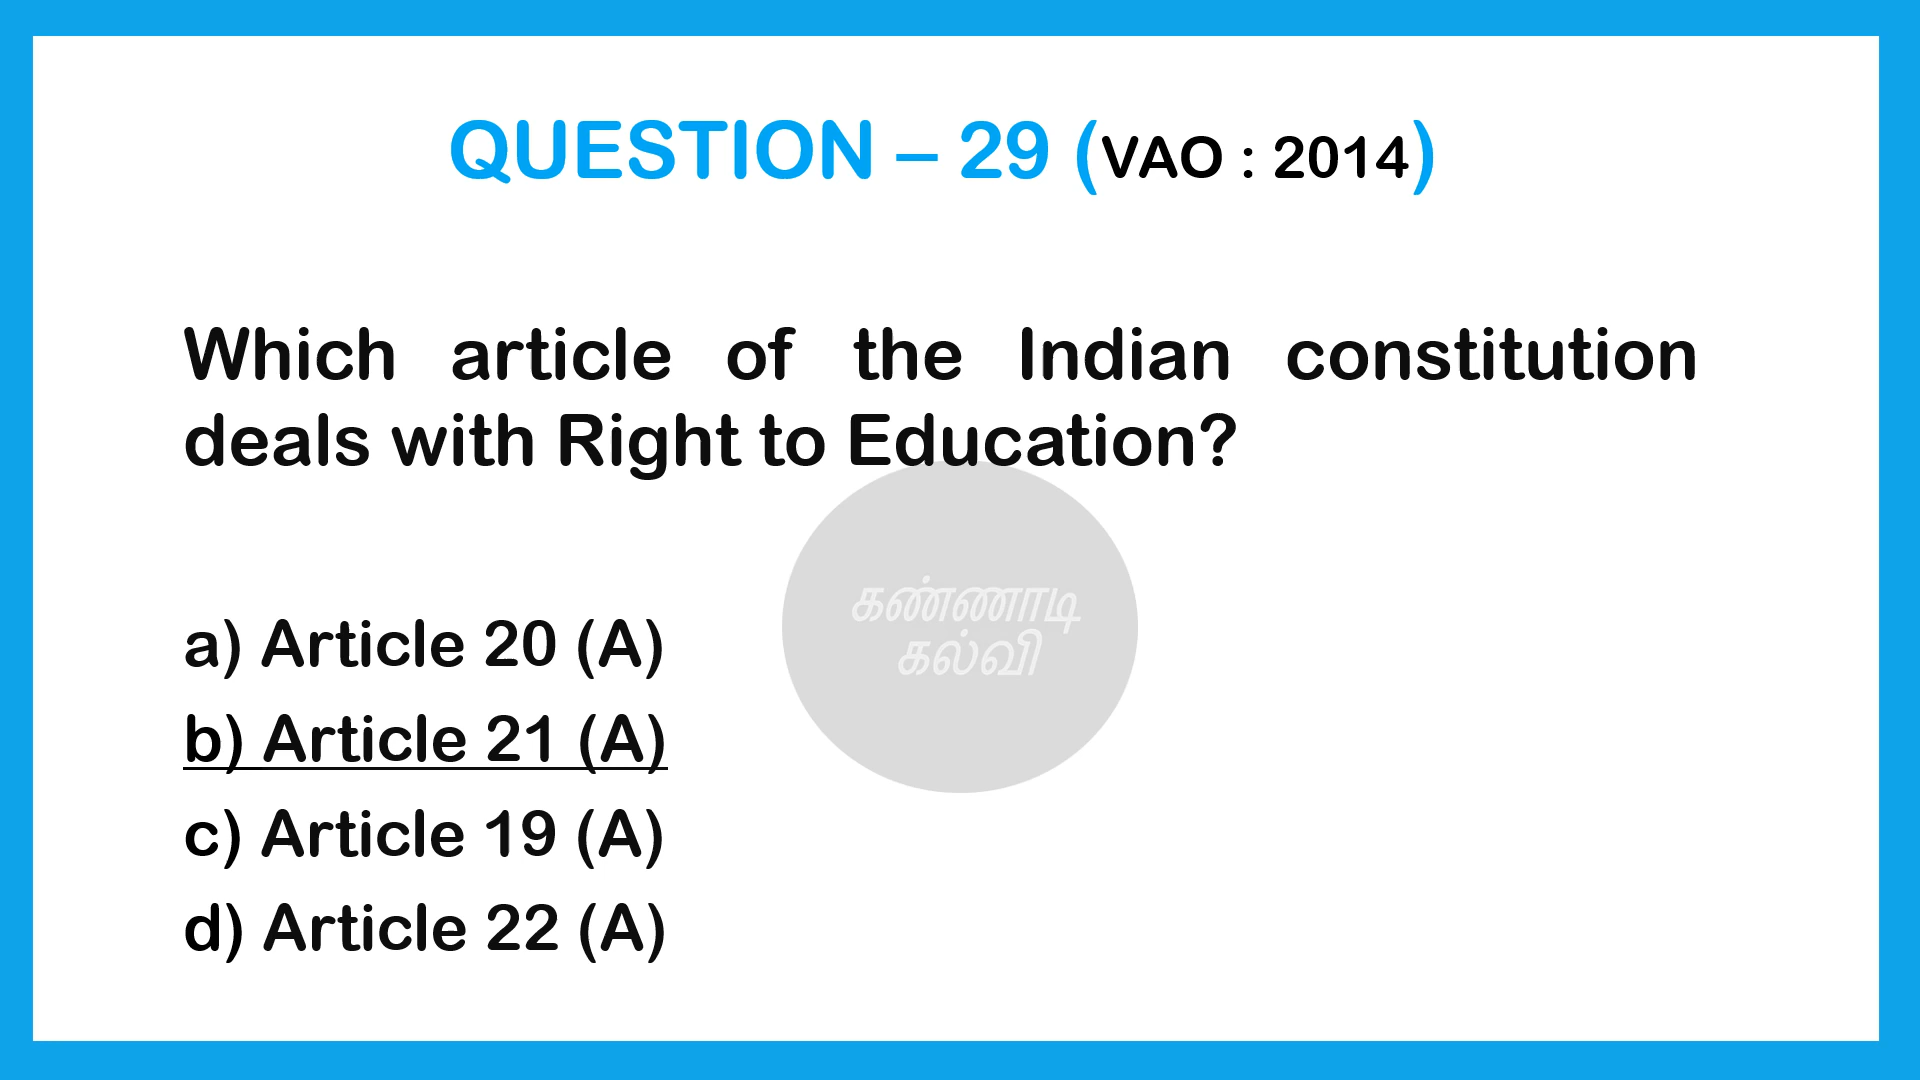 QUESTION – 29 (VAO : 2014)
Which article of the Indian constitution
deals with Right to Education?
கண்ணாடி
கல்வி
a) Article 20 (A)
b) Article 21 (A)
c) Article 19 (A)
d) Article 22 (A)